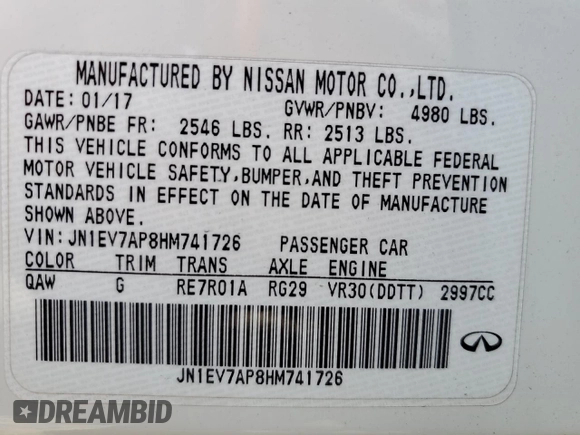 MANUFACTURED BY NISSAN MOTOR CO.,LTD.
DATE: 01/17 GVWR/PNBV: 4980 LBS.
GAWR/PNBE FR: 2546 LBS. RR: 2513 LBS.
THIS VEHICLE CONFORMS TO ALL APPLICABLE FEDERAL
MOTOR VEHICLE SAFETY,BUMPER,AND THEFT PREVENTION
STANDARDS IN EFFECT ON THE DATE OF MANUFACTURE
SHOWN ABOVE.
VIN: JN1EV7AP8HM741726 PASSENGER CAR
COLOR TRIM TRANS AXLE ENGINE
QAW G RE7R01A RG29 VR30(DDTT) 2997CC
JN1EV7AP8HM741726
DREAMBID